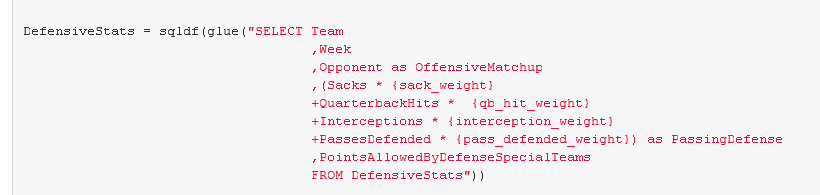 DefensiveStats = sqldf(glue("SELECT Team
,Week
,Opponent as OffensiveMatchup
,(Sacks * {sack_weight}
+QuarterbackHits *  {qb_hit_weight}
+Interceptions * {interception_weight}
+PassesDefended * {pass_defended_weight}) as PassingDefense
,PointsAllowedByDefenseSpecialTeams
FROM DefensiveStats"))